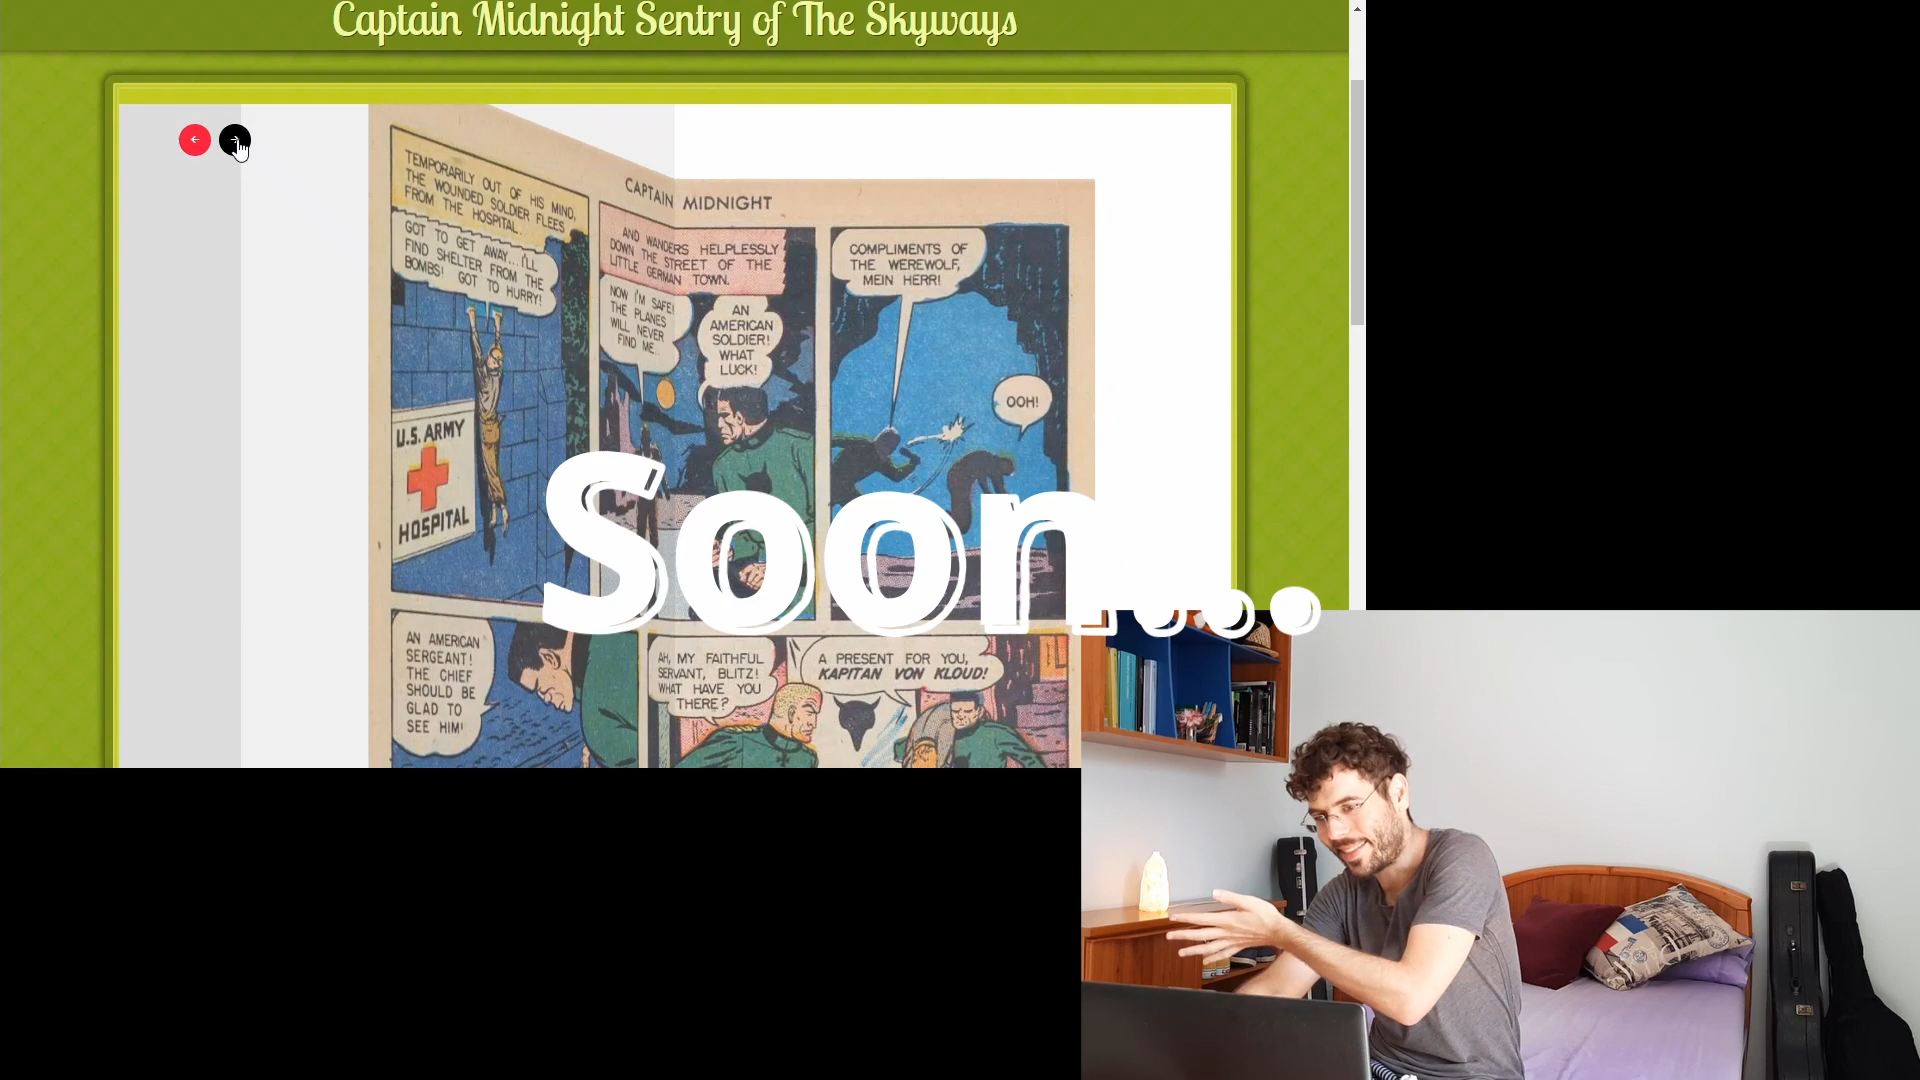 Captain Midnight Sentry of The Skyways
CAPTAIN MIDNIGHT
TEMPORARILY OUT OF HIS MIND,
THE WOUNDED SOLDIER FLEES
FROM THE HOSPITAL.
GOT TO GET AWAY...I'LL
FIND SHELTER FROM THE
BOMBS! GOT TO HURRY!
U.S. ARMY
HOSPITAL
AND WANDERS HELPLESSLY
DOWN THE STREET OF THE
LITTLE GERMAN TOWN.
NOW I'M SAFE!
THE PLANES
WILL NEVER
FIND ME..
AN
AMERICAN
SOLDIER!
WHAT
LUCK!
COMPLIMENTS OF
THE WEREWOLF,
MEIN HERR!
OOH!
Soon...
AN AMERICAN
SERGEANT!
THE CHIEF
SHOULD BE
GLAD TO
SEE HIM!
AH, MY FAITHFUL
SERVANT, BLITZ!
WHAT HAVE YOU
THERE?
A PRESENT FOR YOU,
KAPITAN VON KLOUD!